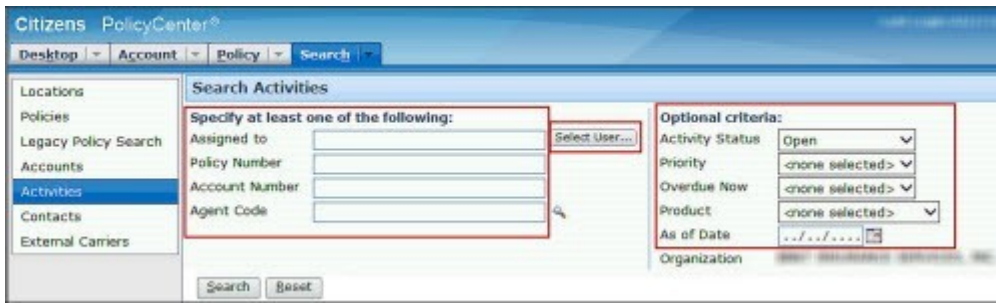 Citizens PolicyCenter®
Desktop Account Policy Search
Locations
Policies
Legacy Policy Search
Accounts
Activities
Contacts
External Carriers
Search Activities
Specify at least one of the following:
Assigned to Select User...
Policy Number
Account Number
Agent Code
Optional criteria:
Activity Status Open
Priority <none selected>
Overdue Now <none selected>
Product <none selected>
As of Date ../../....
Organization
Search Reset